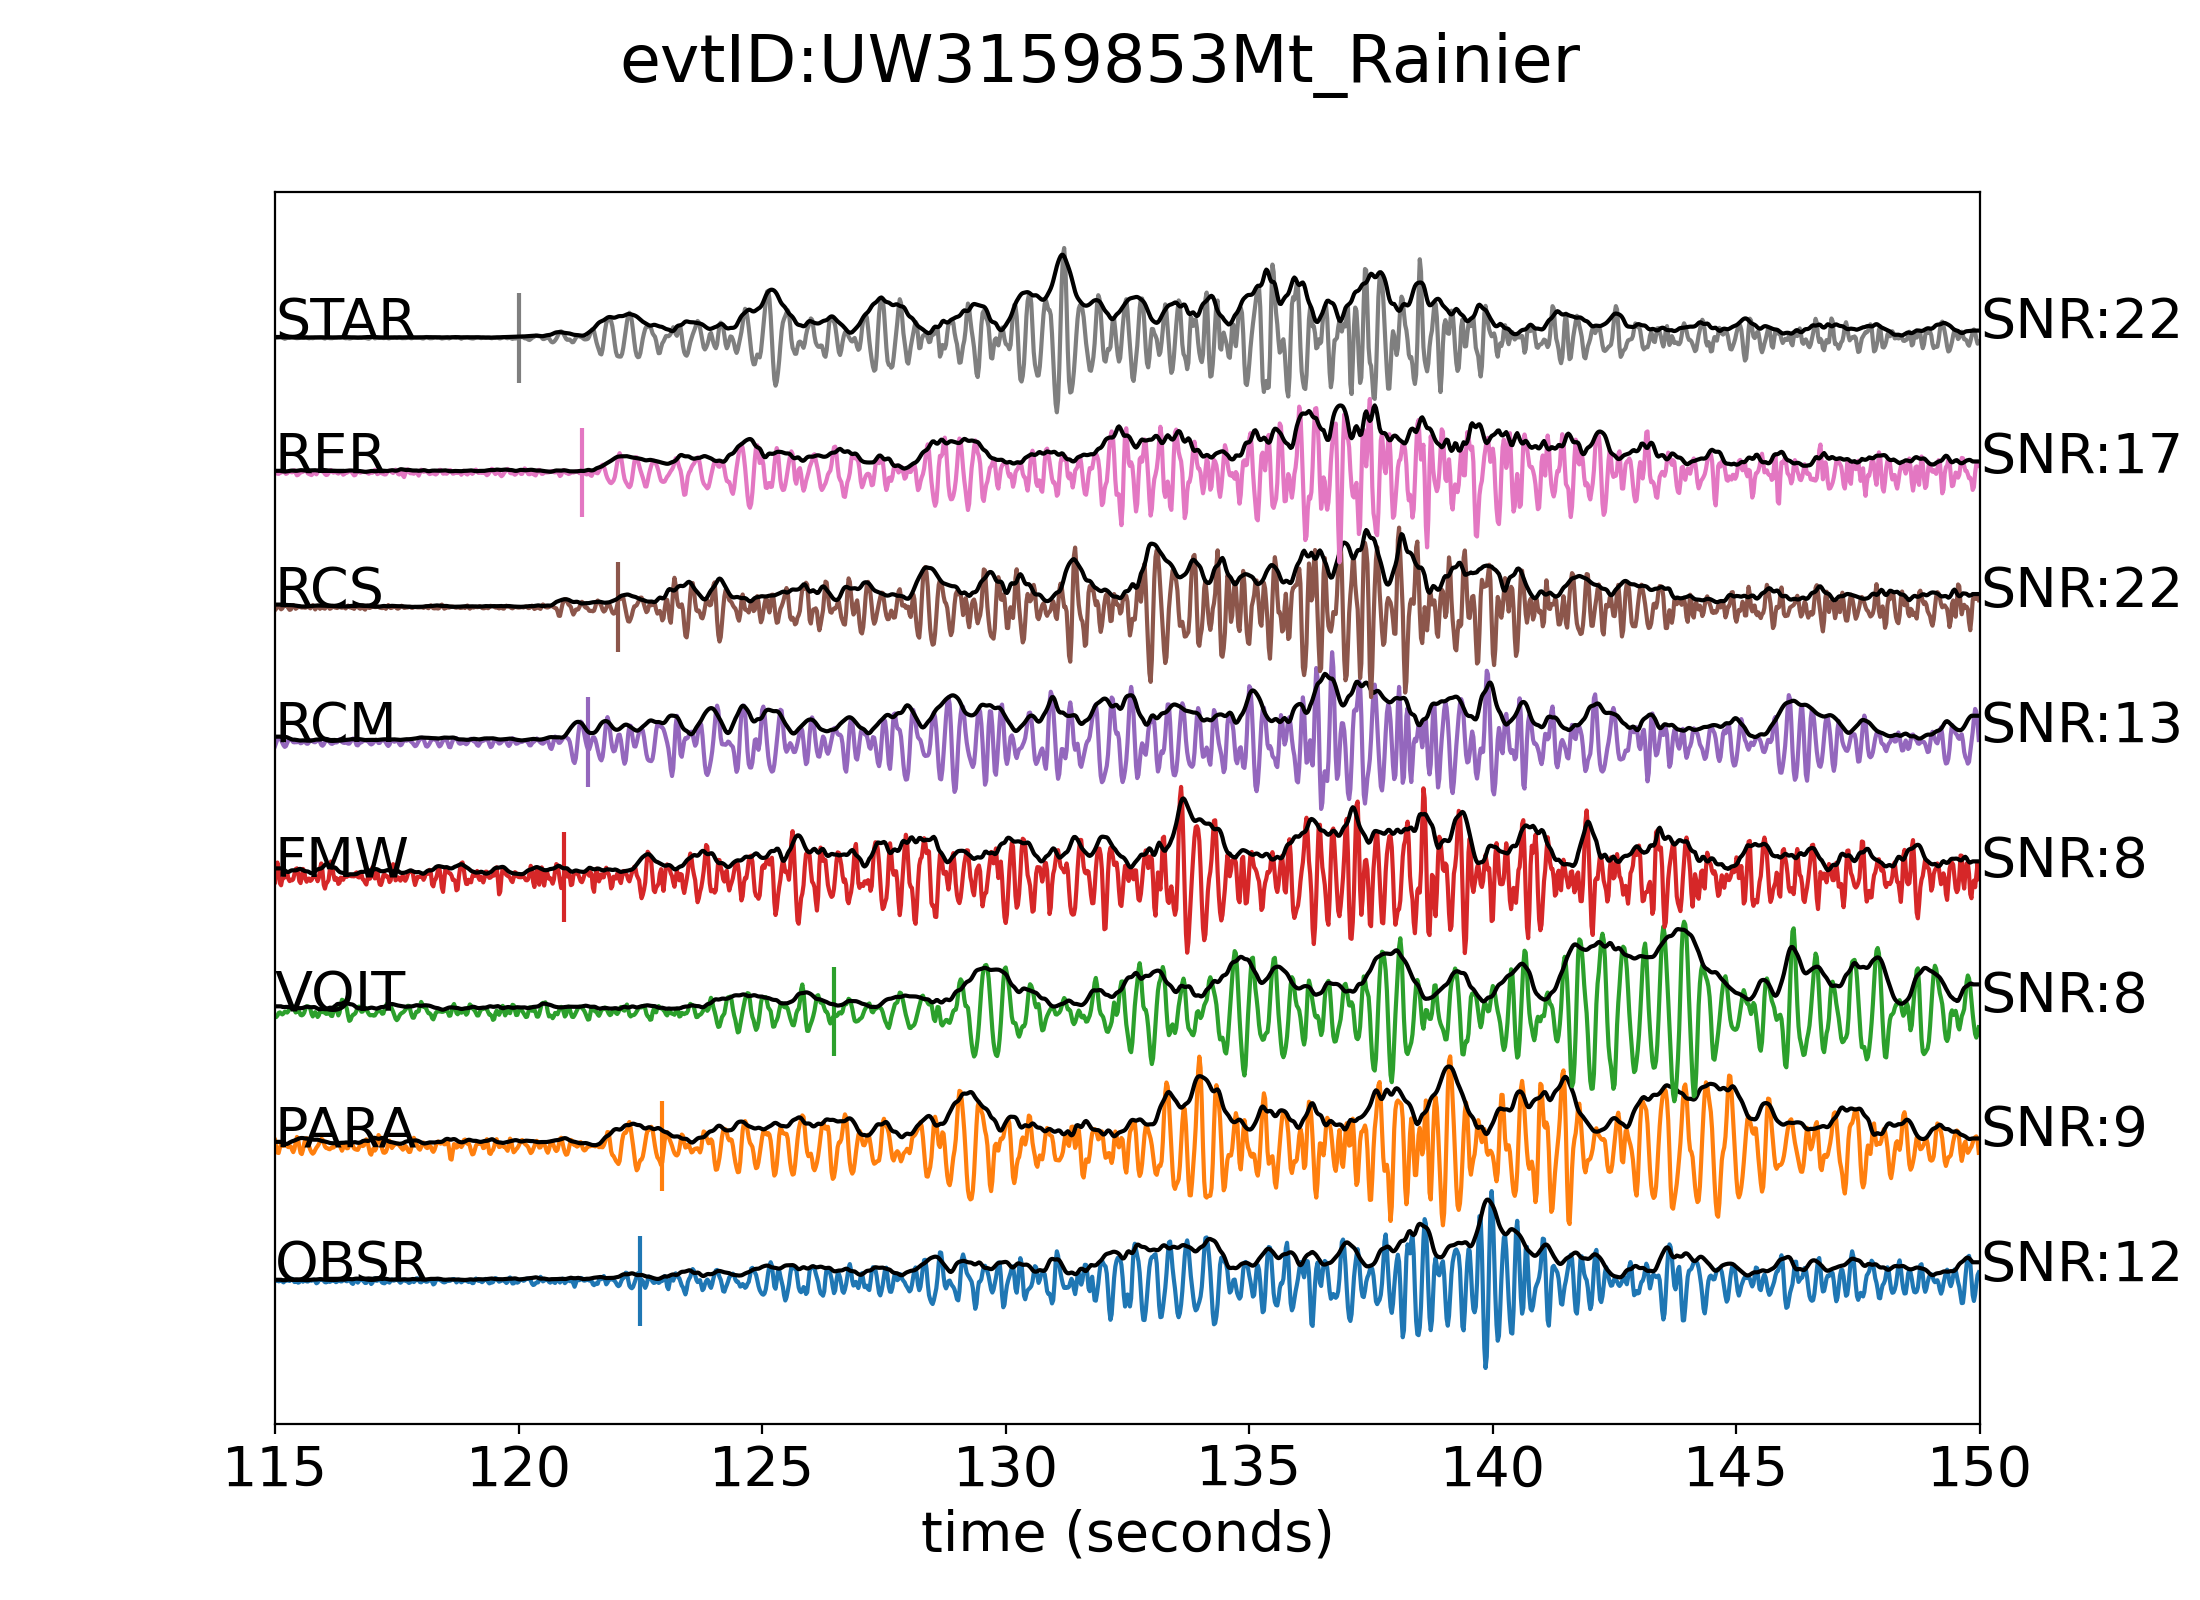 evtID:UW3159853Mt_Rainier
STAR SNR:22
RER SNR:17
RCS SNR:22
RCM SNR:13
FMW SNR:8
VOIT SNR:8
PARA SNR:9
OBSR SNR:12
115 120 125 130 135 140 145 150
time (seconds)